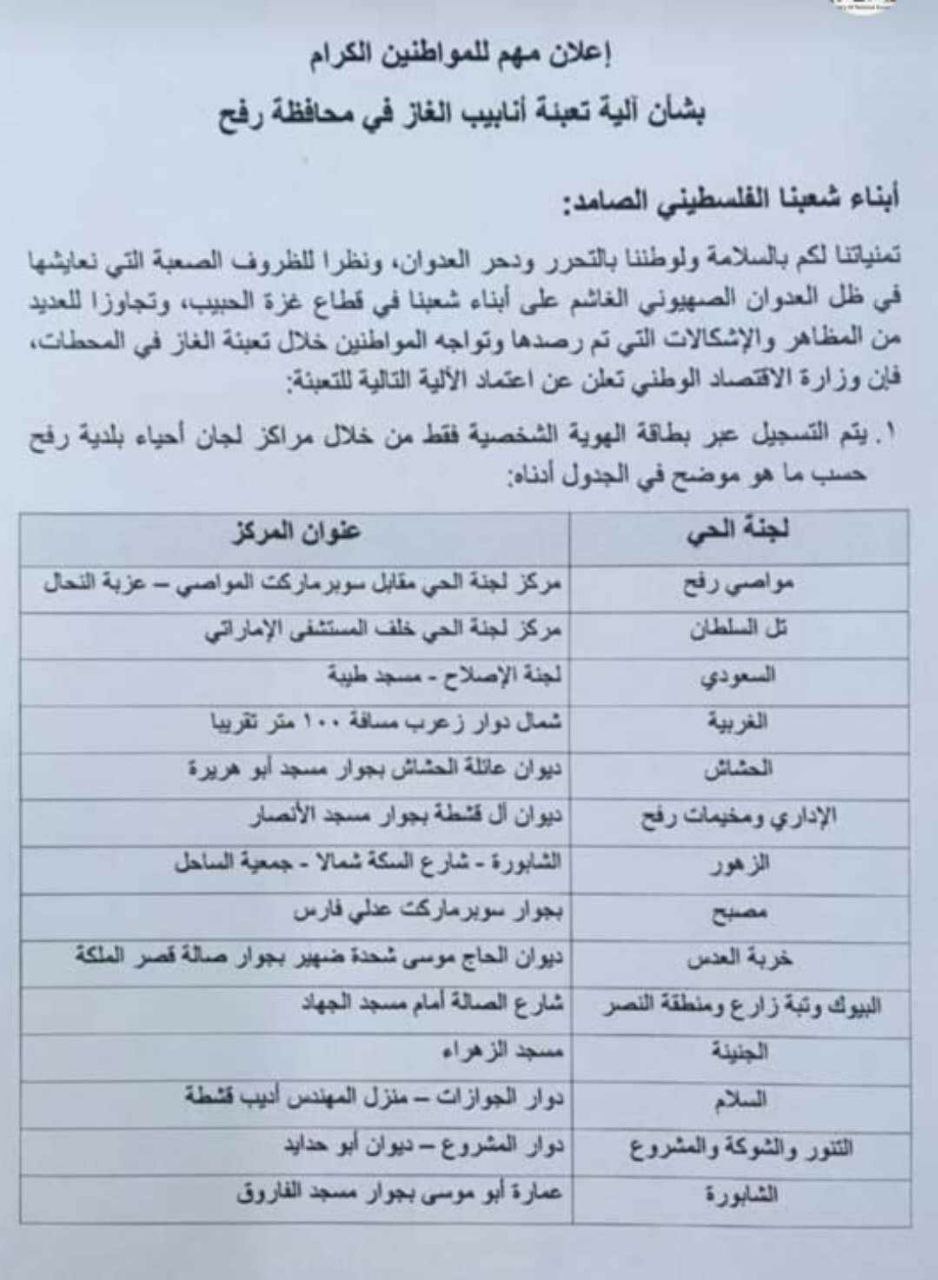 إعلان مهم للمواطنين الكرام
بشأن آلية تعبئة أنابيب الغاز في محافظة رفح
أبناء شعبنا الفلسطيني الصامد:
تمنياتنا لكم بالسلامة ولوطننا بالتحرر ودحر العدوان، ونظرا للظروف الصعبة التي نعايشها
في ظل العدوان الصهيوني الغاشم على أبناء شعبنا في قطاع غزة الحبيب، وتجاوزا للعديد
من المظاهر والإشكالات التي تم رصدها وتواجه المواطنين خلال تعبئة الغاز في المحطات،
فإن وزارة الاقتصاد الوطني تعلن عن اعتماد الآلية التالية للتعبئة:
١. يتم التسجيل عبر بطاقة الهوية الشخصية فقط من خلال مراكز لجان أحياء بلدية رفح
حسب ما هو موضح في الجدول أدناه:
لجنة الحي عنوان المركز
مواصي رفح مركز لجنة الحي مقابل سوبرماركت المواصي – عزبة النحال
تل السلطان مركز لجنة الحي خلف المستشفى الإماراتي
السعودي لجنة الإصلاح - مسجد طيبة
الغربية شمال دوار زعرب مسافة ١٠٠ متر تقريبا
الحشاش ديوان عائلة الحشاش بجوار مسجد أبو هريرة
الإداري ومخيمات رفح ديوان آل قشطة بجوار مسجد الأنصار
الزهور الشابورة - شارع السكة شمالا - جمعية الساحل
مصبح بجوار سوبرماركت عدلي فارس
خربة العدس ديوان الحاج موسى شحدة ضهير بجوار صالة قصر الملكة
البيوك وتبة زارع ومنطقة النصر شارع الصالة أمام مسجد الجهاد
الجنينة مسجد الزهراء
السلام دوار الجوازات – منزل المهندس أديب قشطة
التنور والشوكة والمشروع دوار المشروع – ديوان أبو حدايد
الشابورة عمارة أبو موسى بجوار مسجد الفاروق